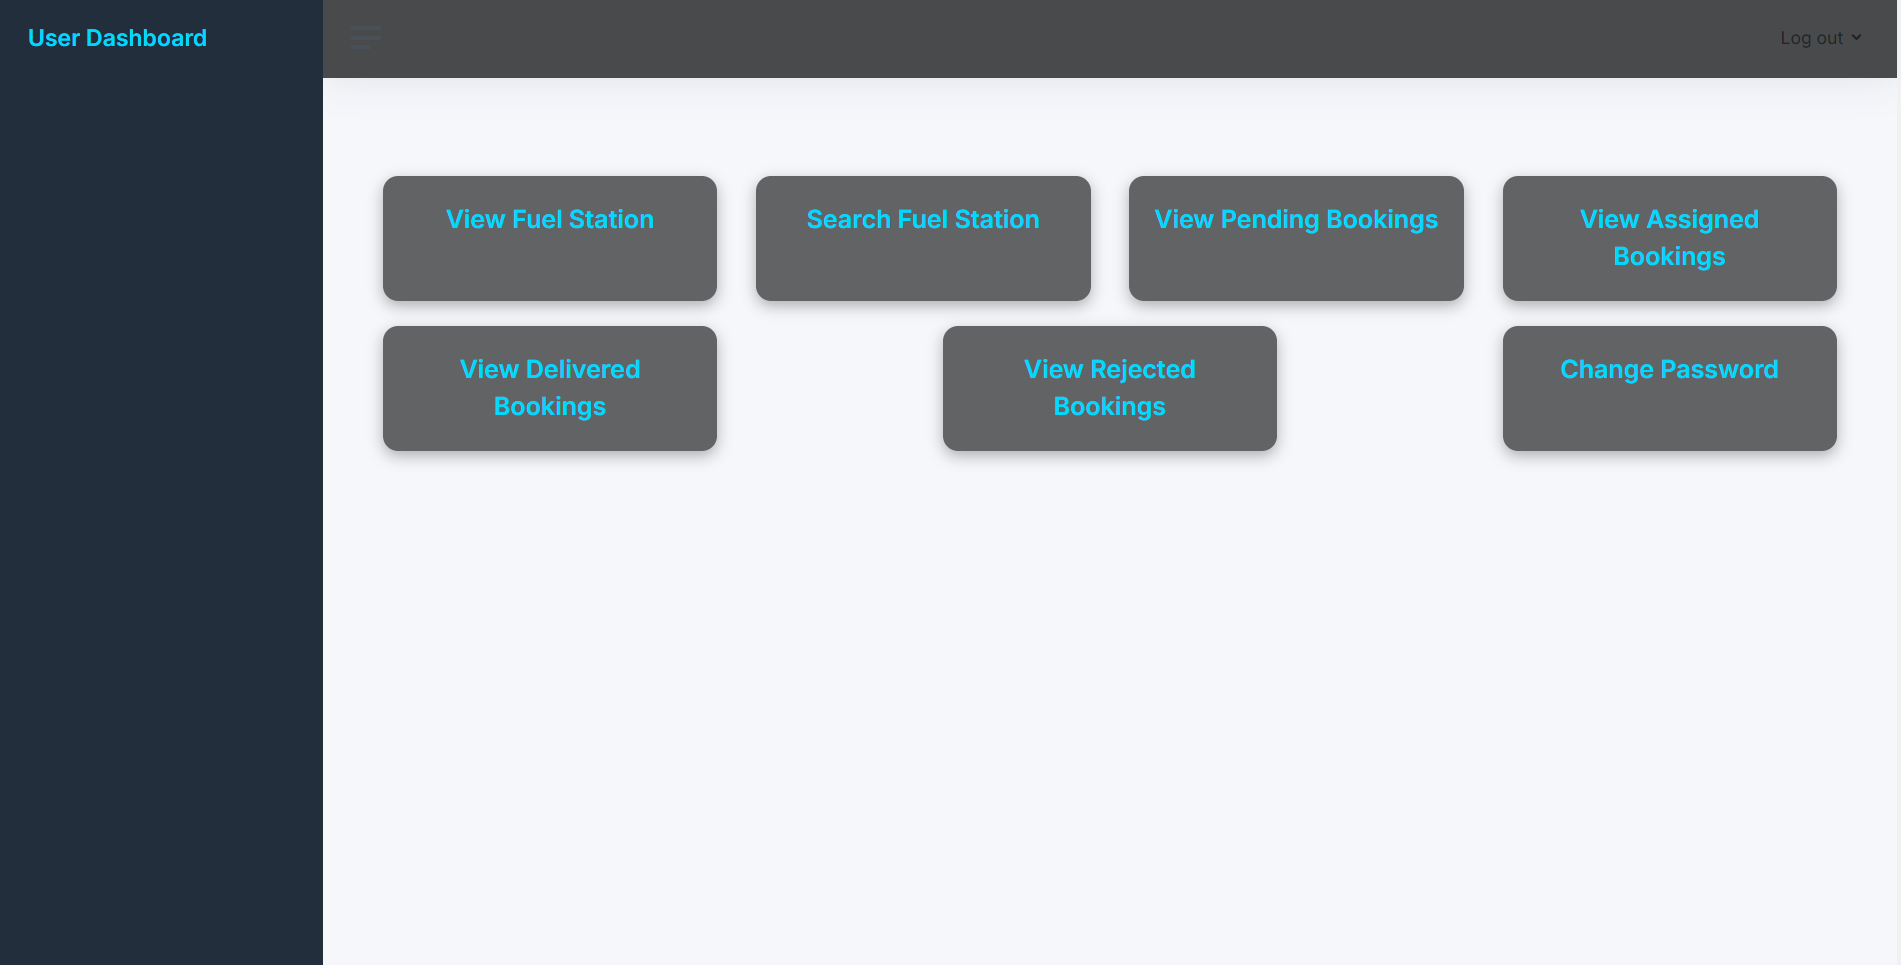 User Dashboard
Log out
View Fuel Station
Search Fuel Station
View Pending Bookings
View Assigned
Bookings
View Delivered
Bookings
View Rejected
Bookings
Change Password